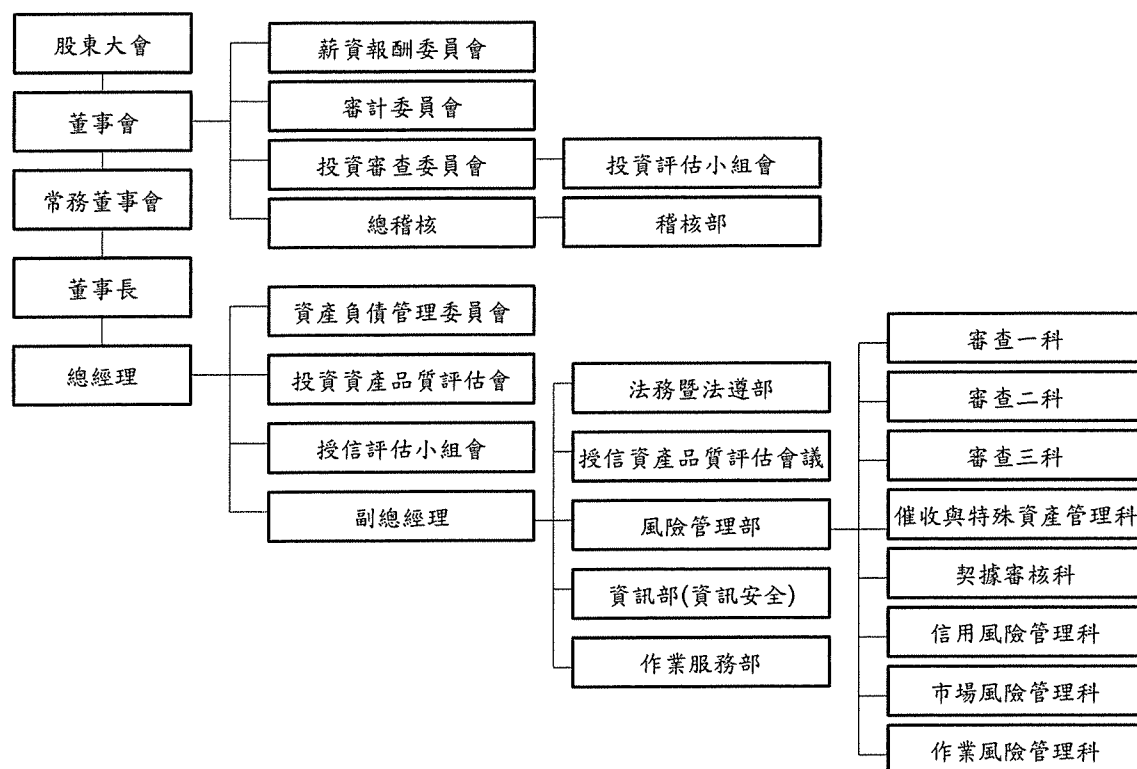 股東大會
董事會
常務董事會
董事長
總經理
薪資報酬委員會
審計委員會
投資審查委員會
總稽核
投資評估小組會
稽核部
資產負債管理委員會
投資資產品質評估會
授信評估小組會
副總經理
法務暨法遵部
授信資產品質評估會議
風險管理部
資訊部(資訊安全)
作業服務部
審查一科
審查二科
審查三科
催收與特殊資產管理科
契據審核科
信用風險管理科
市場風險管理科
作業風險管理科